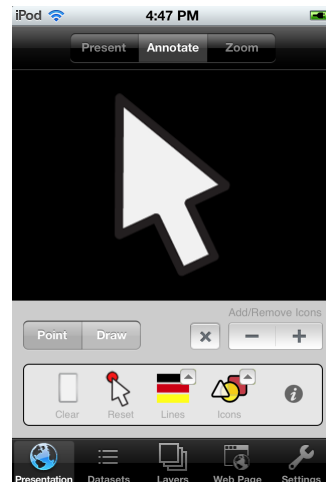 iPod 4:47 PM
Present Annotate Zoom
Add/Remove Icons
Point Draw
Clear Reset Lines Icons
Presentation Datasets Layers Web Page Settings